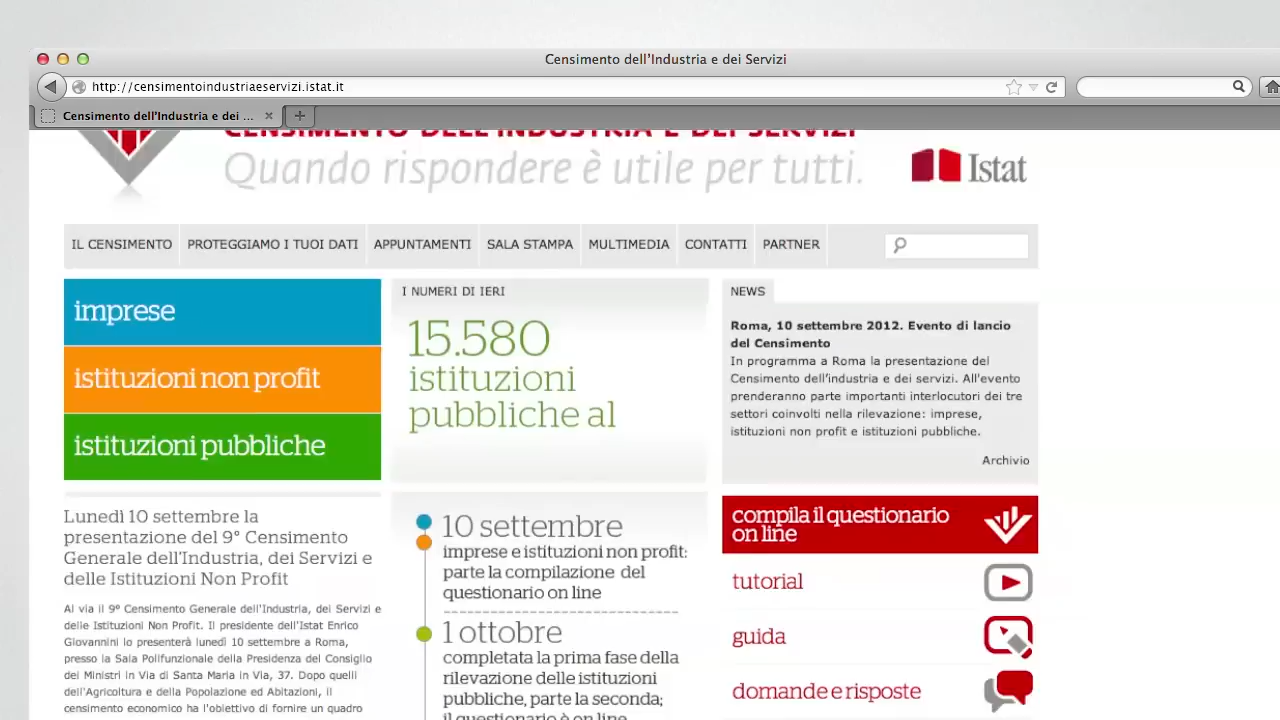 Censimento dell'Industria e dei Servizi
http://censimentoindustriaeservizi.istat.it
Censimento dell'Industria e dei ...
CENSIMENTO DELL'INDUSTRIA E DEI SERVIZI
Quando rispondere è utile per tutti.
Istat
IL CENSIMENTO
PROTEGGIAMO I TUOI DATI
APPUNTAMENTI
SALA STAMPA
MULTIMEDIA
CONTATTI
PARTNER
imprese
istituzioni non profit
istituzioni pubbliche
I NUMERI DI IERI
15.580
istituzioni
pubbliche al
NEWS
Roma, 10 settembre 2012. Evento di lancio
del Censimento
In programma a Roma la presentazione del
Censimento dell'industria e dei servizi. All'evento
prenderanno parte importanti interlocutori dei tre
settori coinvolti nella rilevazione: imprese,
istituzioni non profit e istituzioni pubbliche.
Archivio
Lunedì 10 settembre la
presentazione del 9° Censimento
Generale dell'Industria, dei Servizi e
delle Istituzioni Non Profit
Al via il 9° Censimento Generale dell'Industria, dei Servizi e
delle Istituzioni Non Profit. Il presidente dell'Istat Enrico
Giovannini lo presenterà lunedì 10 settembre a Roma,
presso la Sala Polifunzionale della Presidenza del Consiglio
dei Ministri in Via di Santa Maria in Via, 37. Dopo quelli
dell'Agricoltura e della Popolazione ed Abitazioni, il
censimento economico ha l'obiettivo di fornire un quadro
10 settembre
imprese e istituzioni non profit:
parte la compilazione del
questionario on line
1 ottobre
completata la prima fase della
rilevazione delle istituzioni
pubbliche, parte la seconda;
il questionario è on line
compila il questionario
on line
tutorial
guida
domande e risposte